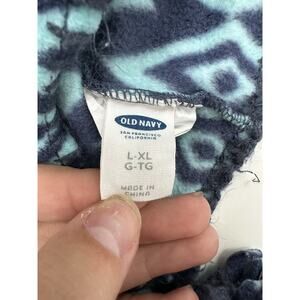 OLD NAVY
SAN FRANCISCO
CALIFORNIA
L-XL
G-TG
MADE IN
CHINA